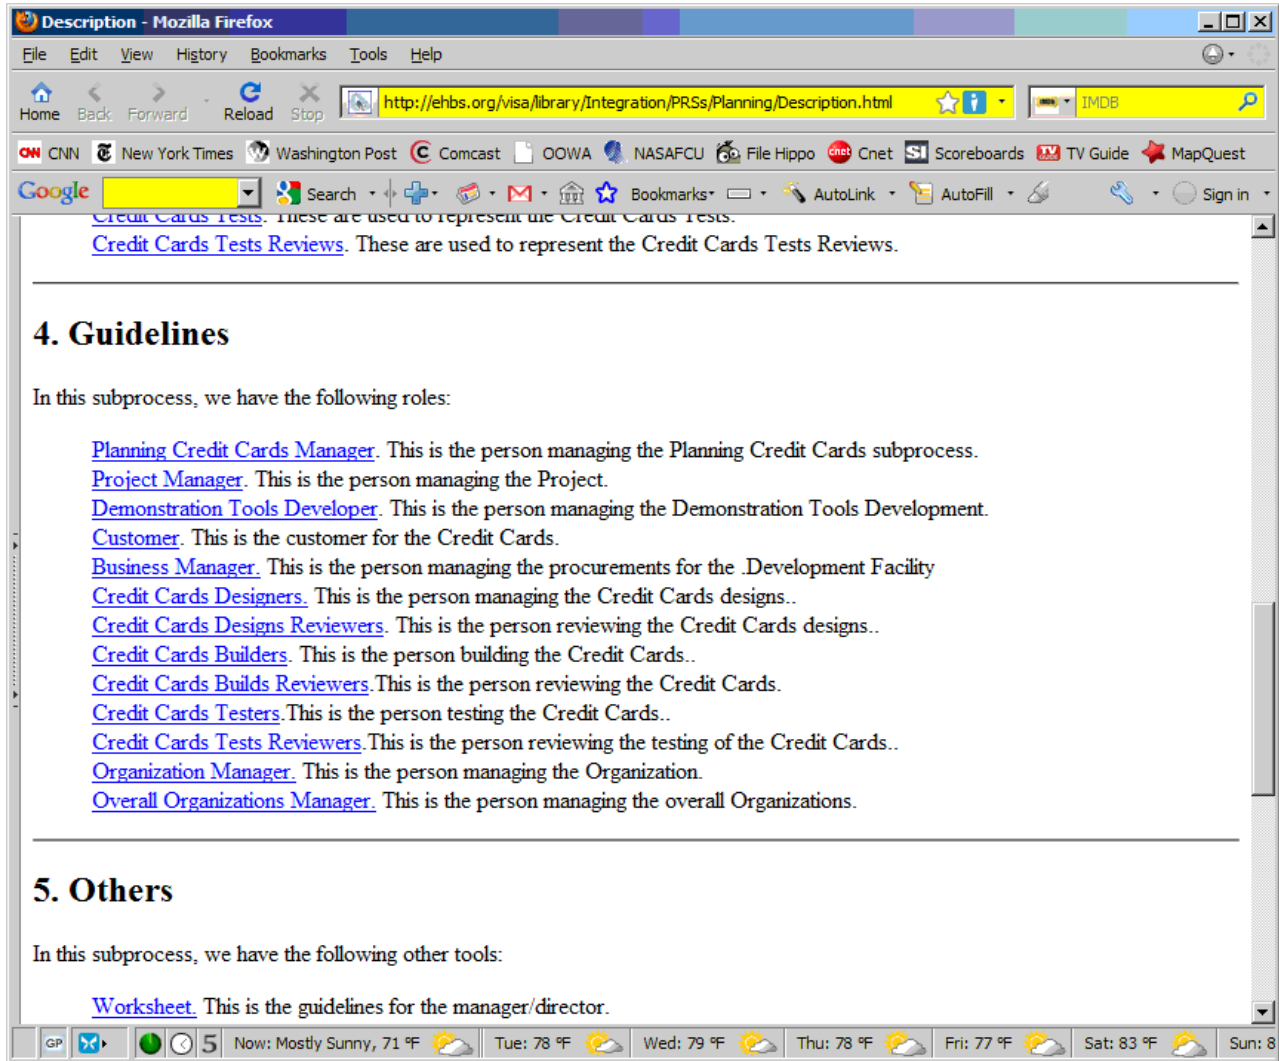 Description - Mozilla Firefox
File Edit View History Bookmarks Tools Help
Home Back Forward Reload Stop http://ehbs.org/visa/library/Integration/PRSs/Planning/Description.html IMDB
CNN New York Times Washington Post Comcast OOWA NASAFCU File Hippo Cnet Scoreboards TV Guide MapQuest
Google Search Bookmarks AutoLink AutoFill Sign in
Credit Cards Tests. These are used to represent the Credit Cards Tests.
Credit Cards Tests Reviews. These are used to represent the Credit Cards Tests Reviews.
4. Guidelines
In this subprocess, we have the following roles:
Planning Credit Cards Manager. This is the person managing the Planning Credit Cards subprocess.
Project Manager. This is the person managing the Project.
Demonstration Tools Developer. This is the person managing the Demonstration Tools Development.
Customer. This is the customer for the Credit Cards.
Business Manager. This is the person managing the procurements for the .Development Facility
Credit Cards Designers. This is the person managing the Credit Cards designs..
Credit Cards Designs Reviewers. This is the person reviewing the Credit Cards designs..
Credit Cards Builders. This is the person building the Credit Cards..
Credit Cards Builds Reviewers.This is the person reviewing the Credit Cards.
Credit Cards Testers.This is the person testing the Credit Cards..
Credit Cards Tests Reviewers.This is the person reviewing the testing of the Credit Cards..
Organization Manager. This is the person managing the Organization.
Overall Organizations Manager. This is the person managing the overall Organizations.
5. Others
In this subprocess, we have the following other tools:
Worksheet. This is the guidelines for the manager/director.
GP 5 Now: Mostly Sunny, 71 °F Tue: 78 °F Wed: 79 °F Thu: 78 °F Fri: 77 °F Sat: 83 °F Sun: 8